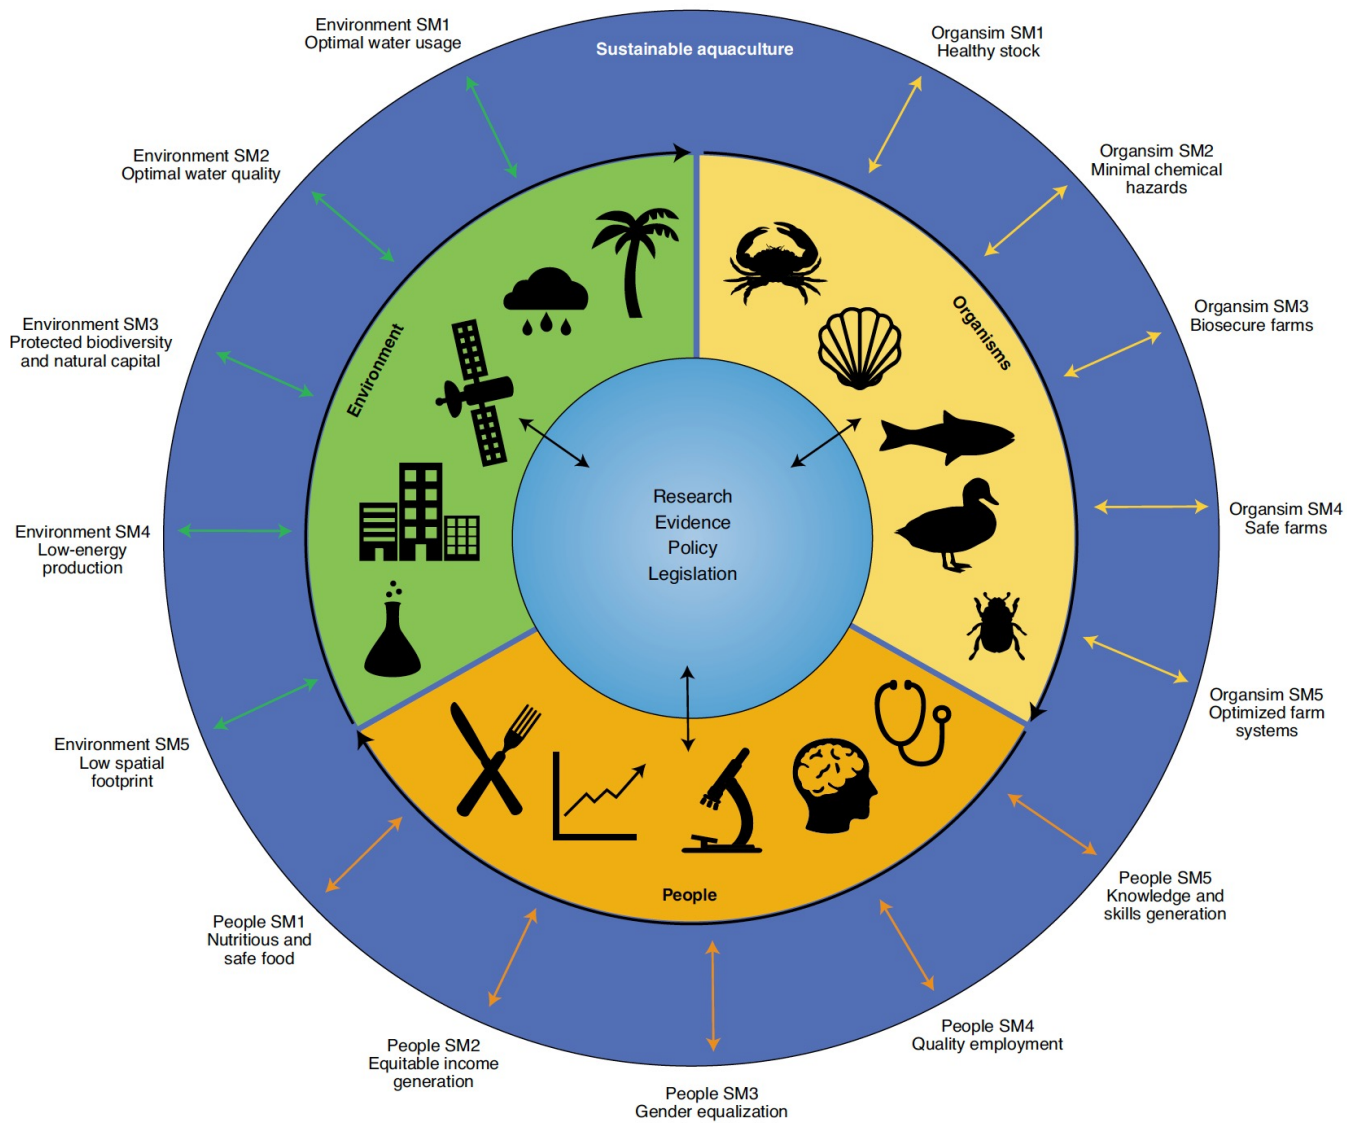 Sustainable aquaculture
Environment SM1
Optimal water usage
Environment SM2
Optimal water quality
Environment SM3
Protected biodiversity
and natural capital
Environment SM4
Low-energy
production
Environment SM5
Low spatial
footprint
Organsim SM1
Healthy stock
Organsim SM2
Minimal chemical
hazards
Organsim SM3
Biosecure farms
Organsim SM4
Safe farms
Organsim SM5
Optimized farm
systems
People SM1
Nutritious and
safe food
People SM2
Equitable income
generation
People SM3
Gender equalization
People SM4
Quality employment
People SM5
Knowledge and
skills generation
Environment
Organisms
People
Research
Evidence
Policy
Legislation